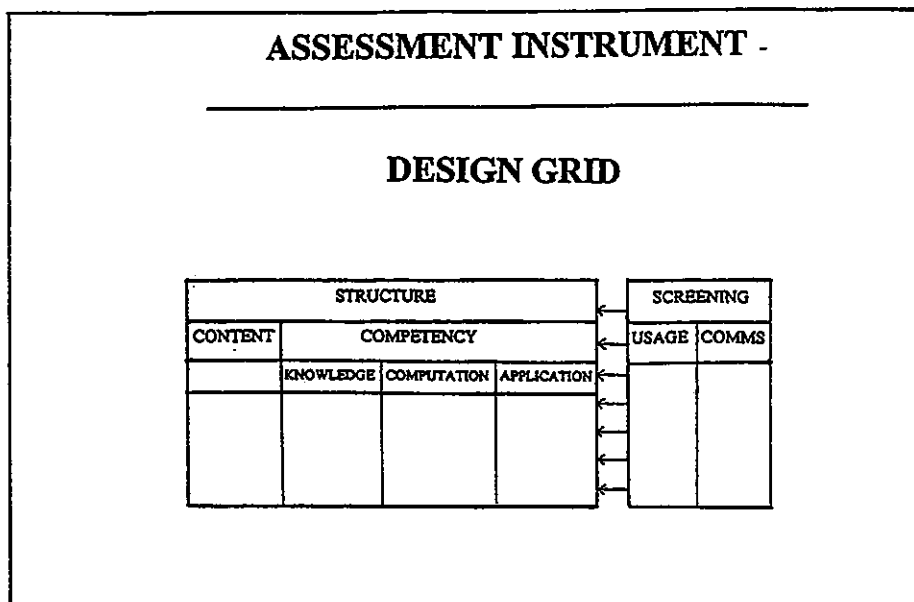 ASSESSMENT INSTRUMENT -
DESIGN GRID
STRUCTURE
SCREENING
CONTENT
COMPETENCY
USAGE
COMMS
KNOWLEDGE
COMPUTATION
APPLICATION